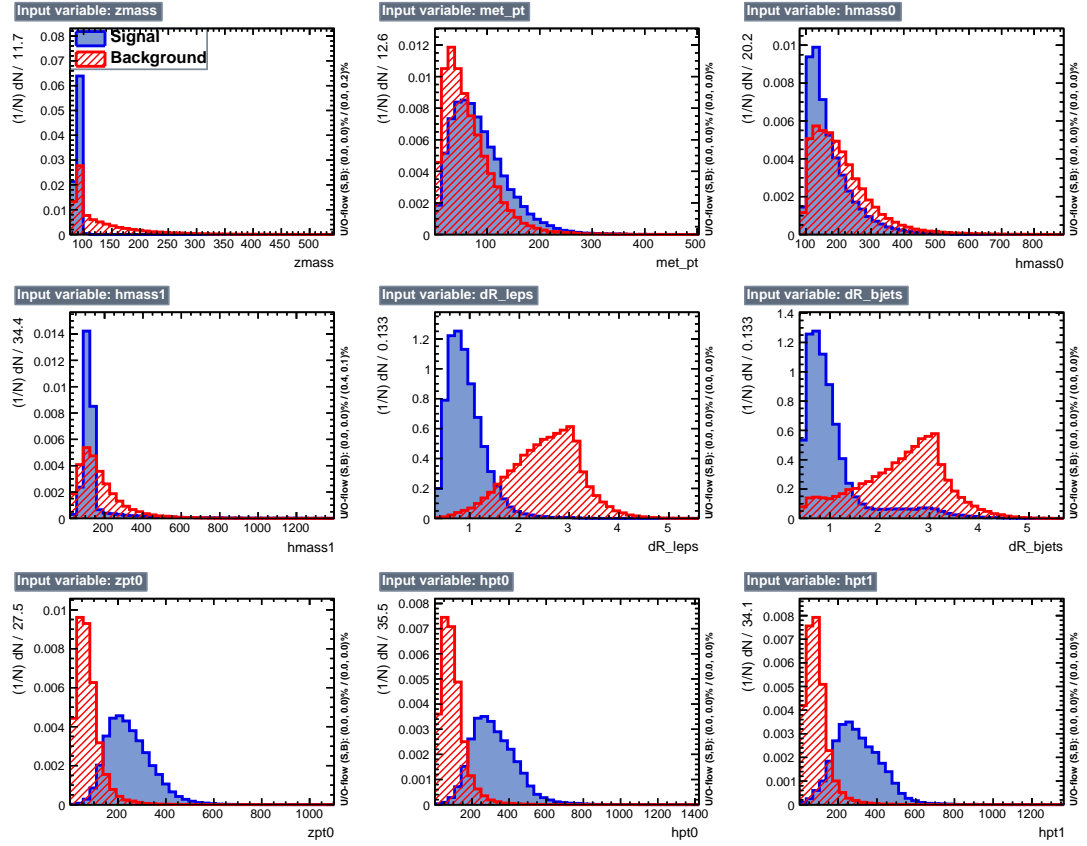 Input variable: zmass
(1/N) dN / 11.7
0.08
0.07
0.06
0.05
0.04
0.03
0.02
0.01
0
100 150 200 250 300 350 400 450 500
zmass
Signal
Background
U/O-flow (S,B): (0.0, 0.0)% / (0.0, 0.2)%
Input variable: met_pt
(1/N) dN / 12.6
0.012
0.01
0.008
0.006
0.004
0.002
0
100 200 300 400 500
met_pt
U/O-flow (S,B): (0.0, 0.0)% / (0.0, 0.0)%
Input variable: hmass0
(1/N) dN / 20.2
0.01
0.008
0.006
0.004
0.002
0
100 200 300 400 500 600 700 800
hmass0
U/O-flow (S,B): (0.0, 0.0)% / (0.0, 0.0)%
Input variable: hmass1
(1/N) dN / 34.4
0.014
0.012
0.01
0.008
0.006
0.004
0.002
0
200 400 600 800 1000 1200
hmass1
U/O-flow (S,B): (0.0, 0.0)% / (0.4, 0.1)%
Input variable: dR_leps
(1/N) dN / 0.133
1.2
1
0.8
0.6
0.4
0.2
0
1 2 3 4 5
dR_leps
U/O-flow (S,B): (0.0, 0.0)% / (0.0, 0.0)%
Input variable: dR_bjets
(1/N) dN / 0.133
1.4
1.2
1
0.8
0.6
0.4
0.2
0
1 2 3 4 5
dR_bjets
U/O-flow (S,B): (0.0, 0.0)% / (0.0, 0.0)%
Input variable: zpt0
(1/N) dN / 27.5
0.01
0.008
0.006
0.004
0.002
0
0 200 400 600 800 1000
zpt0
U/O-flow (S,B): (0.0, 0.0)% / (0.0, 0.0)%
Input variable: hpt0
(1/N) dN / 35.5
0.008
0.007
0.006
0.005
0.004
0.003
0.002
0.001
0
0 200 400 600 800 1000 1200 1400
hpt0
U/O-flow (S,B): (0.0, 0.0)% / (0.0, 0.0)%
Input variable: hpt1
(1/N) dN / 34.1
0.008
0.007
0.006
0.005
0.004
0.003
0.002
0.001
0
0 200 400 600 800 1000 1200
hpt1
U/O-flow (S,B): (0.0, 0.0)% / (0.0, 0.0)%